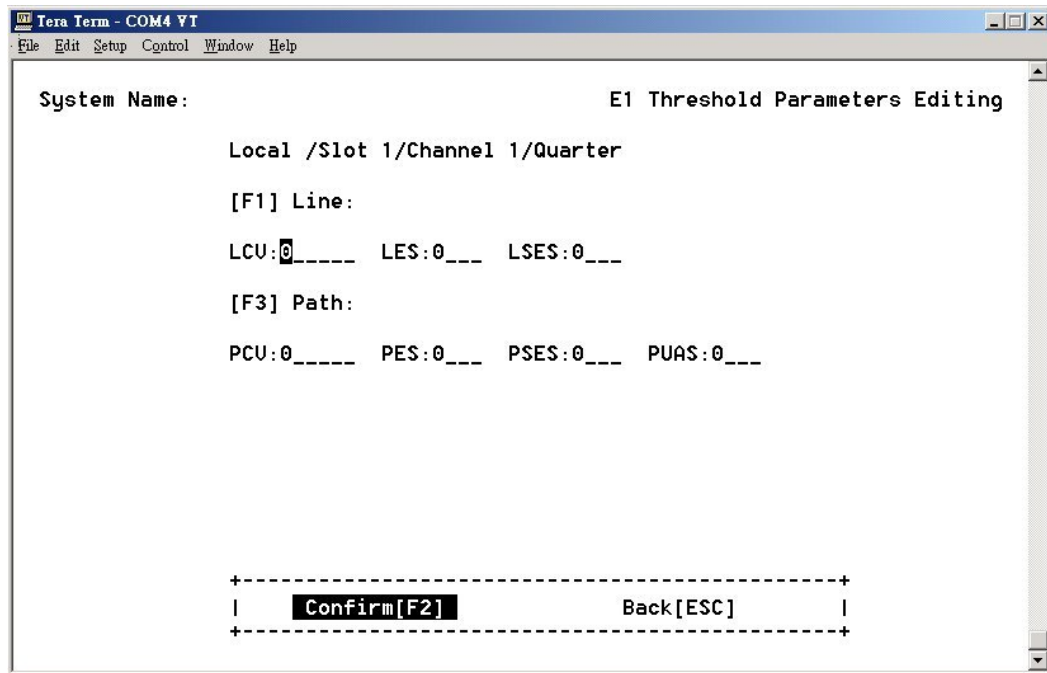 Tera Term - COM4 VT
File Edit Setup Control Window Help
System Name: E1 Threshold Parameters Editing
Local /Slot 1/Channel 1/Quarter
[F1] Line:
LCV:0_____ LES:0___ LSES:0___
[F3] Path:
PCV:0_____ PES:0___ PSES:0___ PUAS:0___
+-----------------------------------------------+
| Confirm[F2] Back[ESC] |
+-----------------------------------------------+